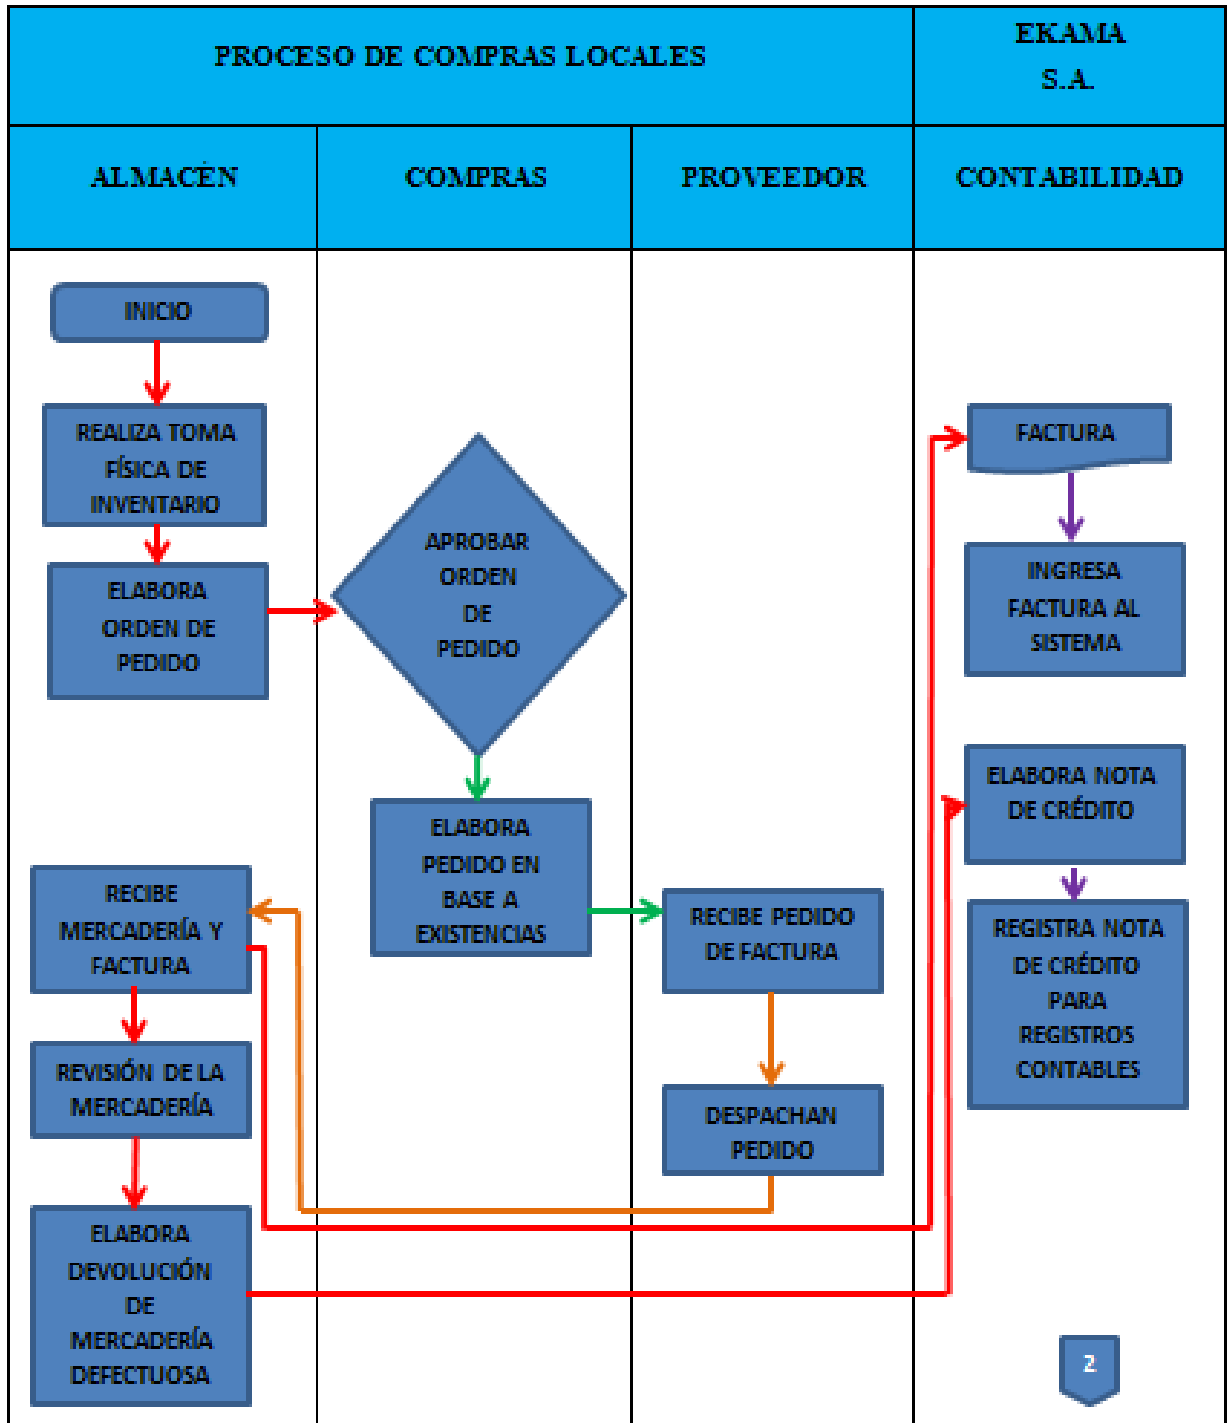 PROCESO DE COMPRAS LOCALES
EKAMA
S.A.
ALMACÉN
COMPRAS
PROVEEDOR
CONTABILIDAD
INICIO
REALIZA TOMA
FÍSICA DE
INVENTARIO
ELABORA
ORDEN DE
PEDIDO
RECIBE
MERCADERÍA Y
FACTURA
REVISIÓN DE LA
MERCADERÍA
ELABORA
DEVOLUCIÓN
DE
MERCADERÍA
DEFECTUOSA
APROBAR
ORDEN
DE
PEDIDO
ELABORA
PEDIDO EN
BASE A
EXISTENCIAS
RECIBE PEDIDO
DE FACTURA
DESPACHAN
PEDIDO
FACTURA
INGRESA
FACTURA AL
SISTEMA
ELABORA NOTA
DE CRÉDITO
REGISTRA NOTA
DE CRÉDITO
PARA
REGISTROS
CONTABLES
2